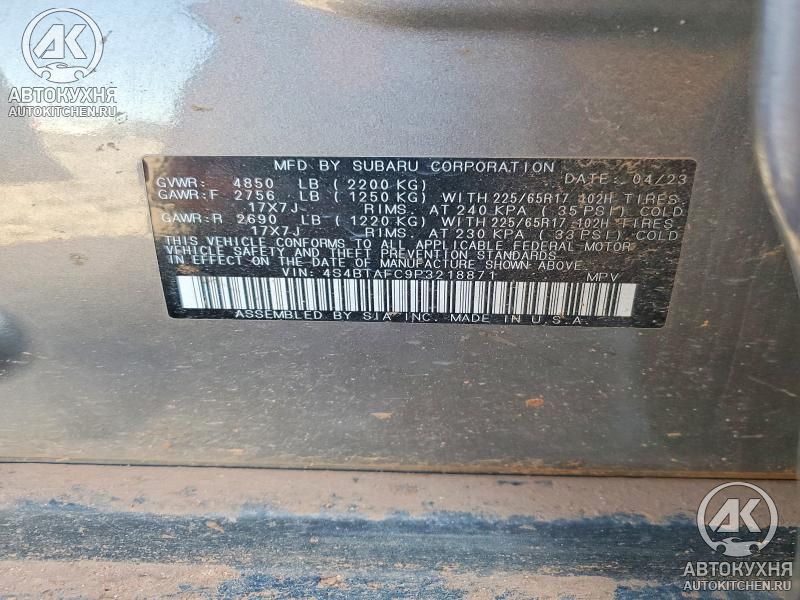 AK
АВТОКУХНЯ
AUTOKITCHEN.RU
MFD BY SUBARU CORPORATION
GVWR: 4850 LB (2200 KG) DATE: 04/23
GAWR:F 2756 LB (1250 KG) WITH 225/65R17 102H TIRES
17X7J RIMS. AT 240 KPA (35 PSI) COLD
GAWR:R 2690 LB (1220 KG) WITH 225/65R17 102H TIRES
17X7J RIMS. AT 230 KPA (33 PSI) COLD
THIS VEHICLE CONFORMS TO ALL APPLICABLE FEDERAL MOTOR
VEHICLE SAFETY AND THEFT PREVENTION STANDARDS
IN EFFECT ON THE DATE OF MANUFACTURE SHOWN ABOVE.
VIN: 4S4BTAFC9P3218871 MPV
ASSEMBLED BY SIA INC. MADE IN U.S.A.
AK
АВТОКУХНЯ
AUTOKITCHEN.RU